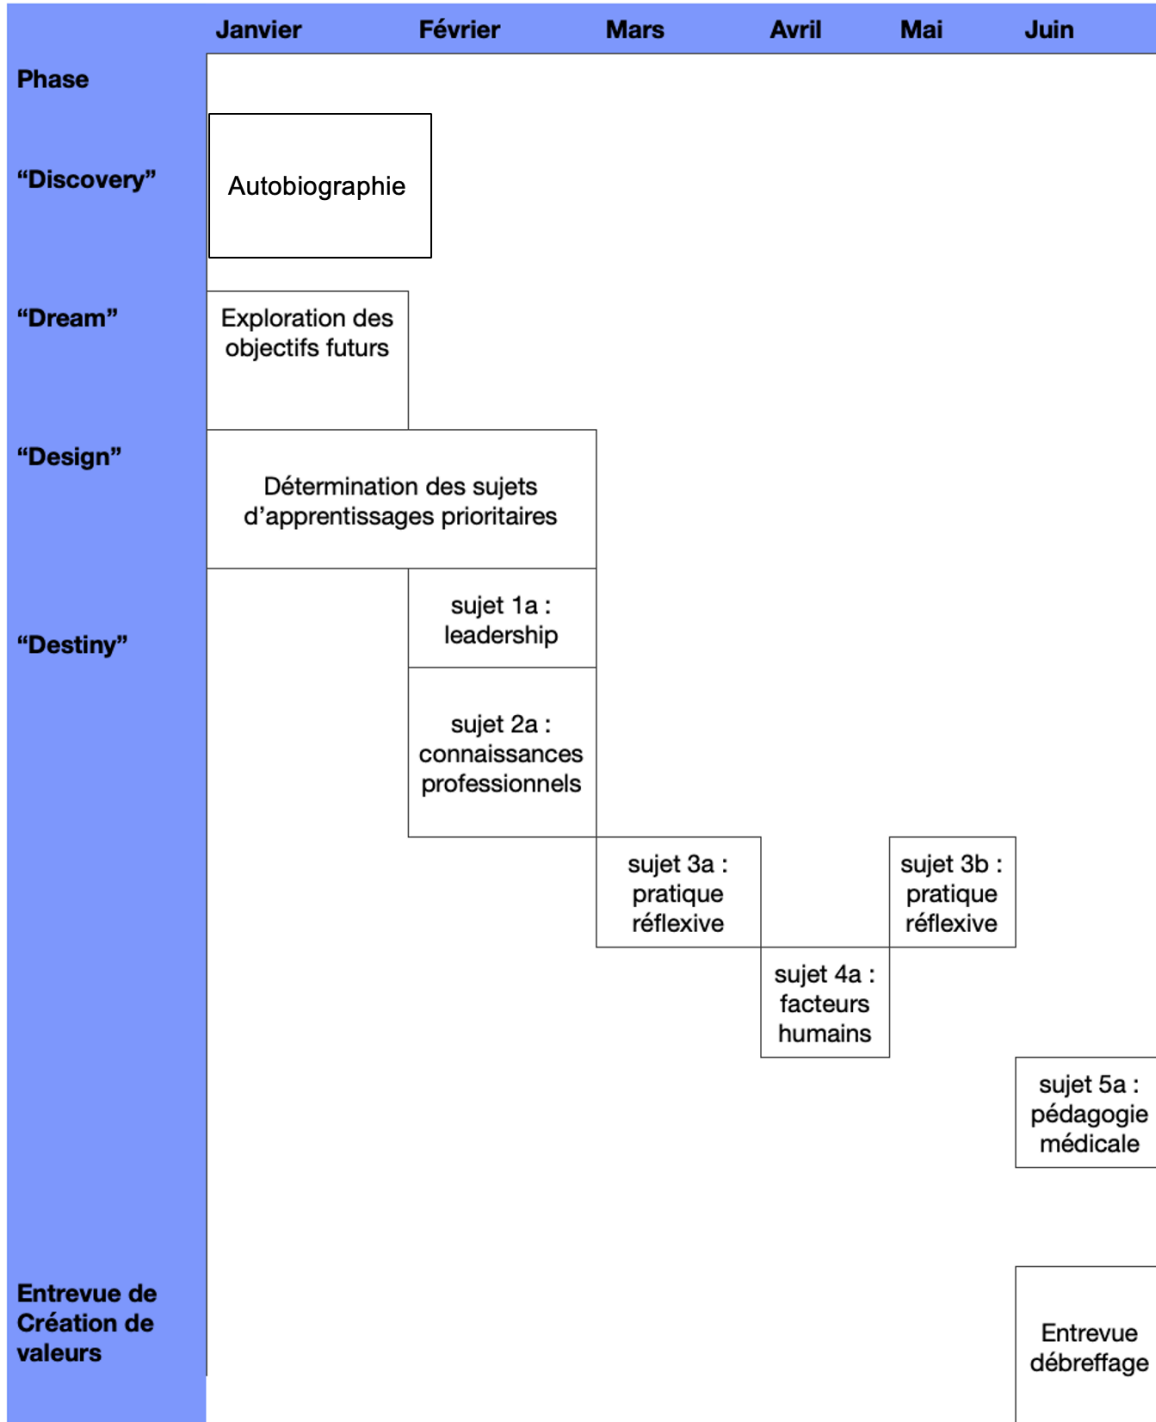 Janvier Février Mars Avril Mai Juin
Phase
“Discovery”
Autobiographie
“Dream”
Exploration des
objectifs futurs
“Design”
Détermination des sujets
d’apprentissages prioritaires
“Destiny”
sujet 1a :
leadership
sujet 2a :
connaissances
professionnels
sujet 3a :
pratique
réflexive
sujet 3b :
pratique
réflexive
sujet 4a :
facteurs
humains
sujet 5a :
pédagogie
médicale
Entrevue de
Création de
valeurs
Entrevue
débreffage